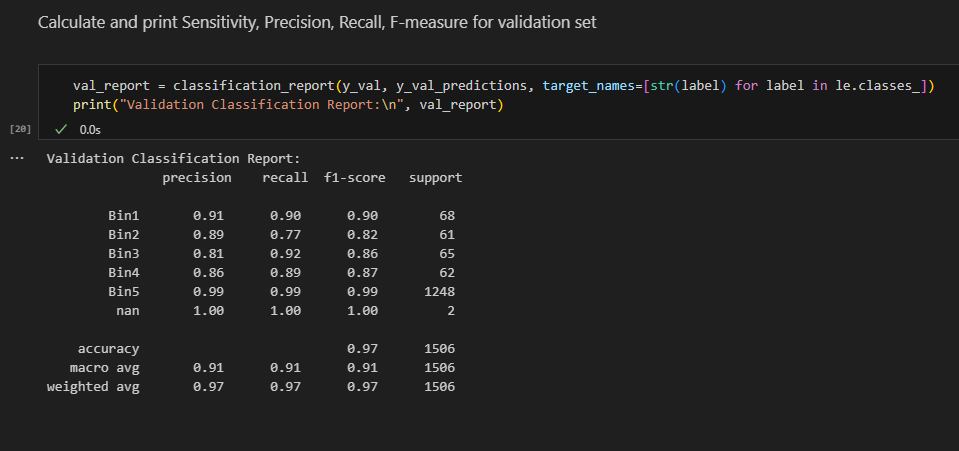 Calculate and print Sensitivity, Precision, Recall, F-measure for validation set
val_report = classification_report(y_val, y_val_predictions, target_names=[str(label) for label in le.classes_])
print("Validation Classification Report:\n", val_report)
[20] ✓ 0.0s
... Validation Classification Report:
precision recall f1-score support
Bin1 0.91 0.90 0.90 68
Bin2 0.89 0.77 0.82 61
Bin3 0.81 0.92 0.86 65
Bin4 0.86 0.89 0.87 62
Bin5 0.99 0.99 0.99 1248
nan 1.00 1.00 1.00 2
accuracy 0.97 1506
macro avg 0.91 0.91 0.91 1506
weighted avg 0.97 0.97 0.97 1506